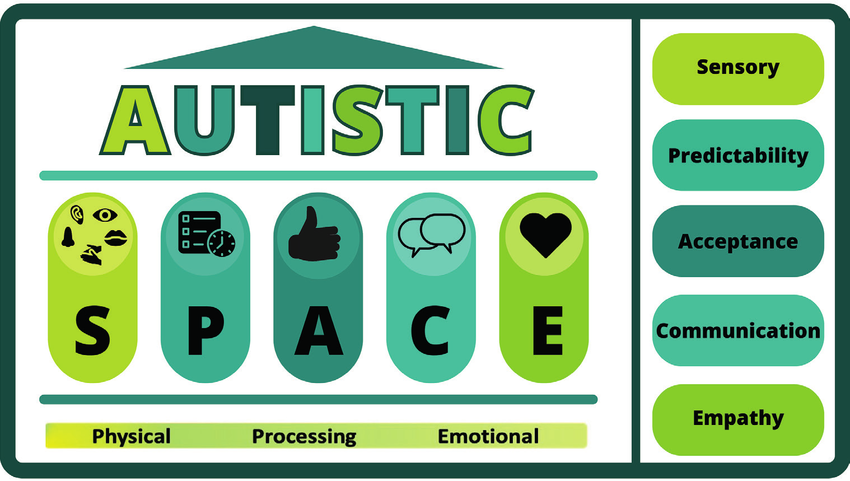 AUTISTIC
S P A C E
Physical Processing Emotional
Sensory
Predictability
Acceptance
Communication
Empathy